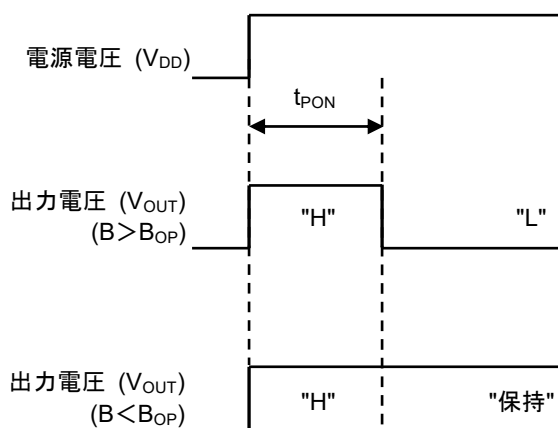 電源電圧 (VDD)
tPON
出力電圧 (VOUT)
(B＞BOP)
"H"
"L"
出力電圧 (VOUT)
(B＜BOP)
"H"
"保持"